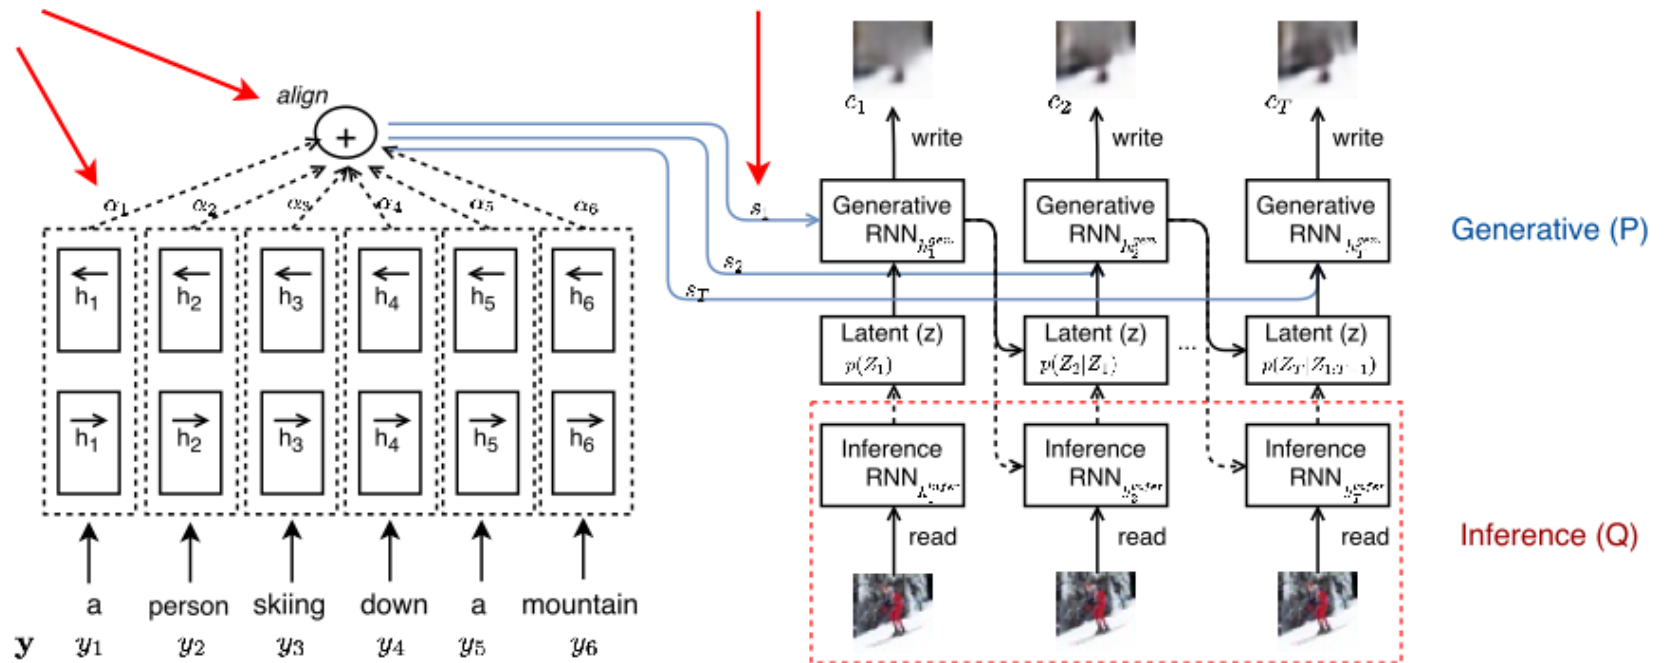 align
+
α1 α2 α3 α4 α5 α6
h1 h2 h3 h4 h5 h6
h1 h2 h3 h4 h5 h6
a person skiing down a mountain
y y1 y2 y3 y4 y5 y6
c1 c2 cT
write write write
Generative Generative Generative
RNN RNN RNN
s1
s2
sT
Generative (P)
Latent (z) Latent (z) Latent (z)
p(Z1) p(Z2|Z1) ... p(ZT|Z1:T-1)
Inference Inference Inference
RNN RNN RNN
read read read
Inference (Q)